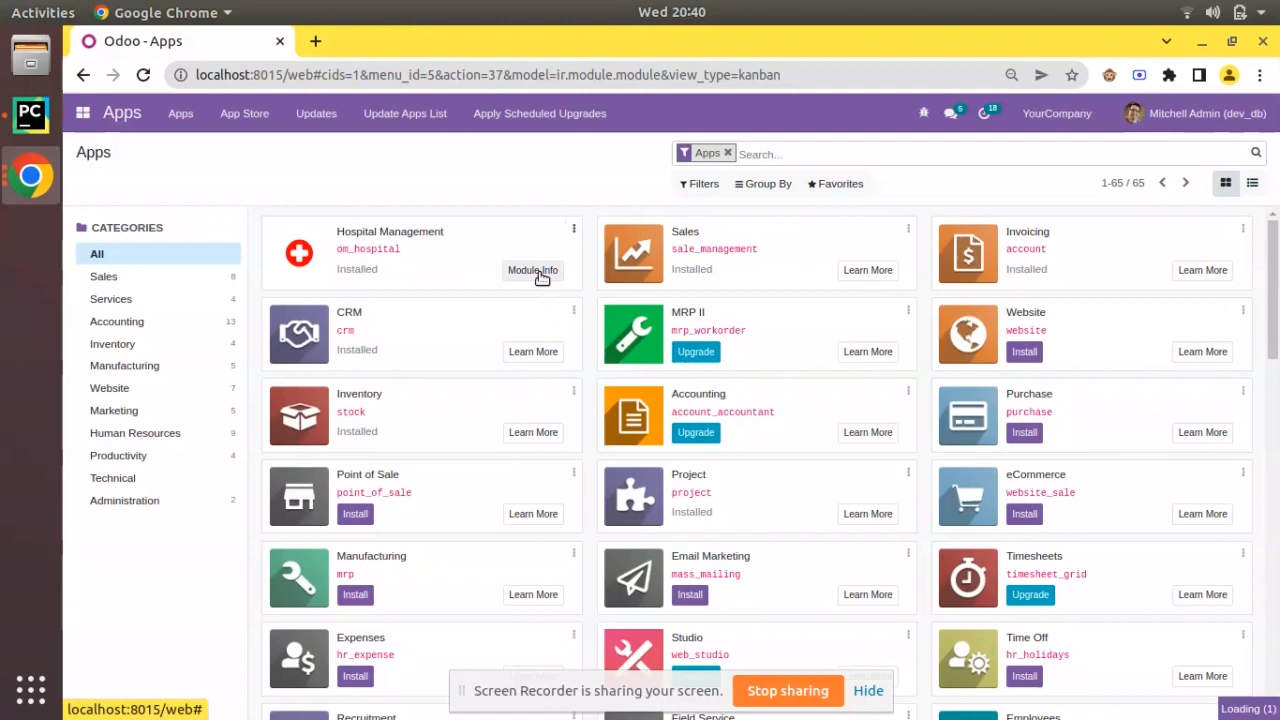 Activities
Google Chrome
Wed 20:40
Odoo - Apps
localhost:8015/web#cids=1&menu_id=5&action=37&model=ir.module.module&view_type=kanban
Apps
Apps
App Store
Updates
Update Apps List
Apply Scheduled Upgrades
5
18
YourCompany
Mitchell Admin (dev_db)
Apps
Apps
Search...
Filters
Group By
Favorites
1-65 / 65
CATEGORIES
All
Sales 8
Services 4
Accounting 13
Inventory 4
Manufacturing 5
Website 7
Marketing 5
Human Resources 9
Productivity 4
Technical
Administration 2
Hospital Management
om_hospital
Installed
Module Info
Sales
sale_management
Installed
Learn More
Invoicing
account
Installed
Learn More
CRM
crm
Installed
Learn More
MRP II
mrp_workorder
Upgrade
Learn More
Website
website
Install
Learn More
Inventory
stock
Installed
Learn More
Accounting
account_accountant
Upgrade
Learn More
Purchase
purchase
Install
Learn More
Point of Sale
point_of_sale
Install
Learn More
Project
project
Installed
Learn More
eCommerce
website_sale
Install
Learn More
Manufacturing
mrp
Install
Learn More
Email Marketing
mass_mailing
Install
Learn More
Timesheets
timesheet_grid
Upgrade
Learn More
Expenses
hr_expense
Install
Studio
web_studio
Time Off
hr_holidays
Install
Learn More
Screen Recorder is sharing your screen.
Stop sharing
Hide
Recruitment
Field Service
Employees
localhost:8015/web#
Loading (1)
PC